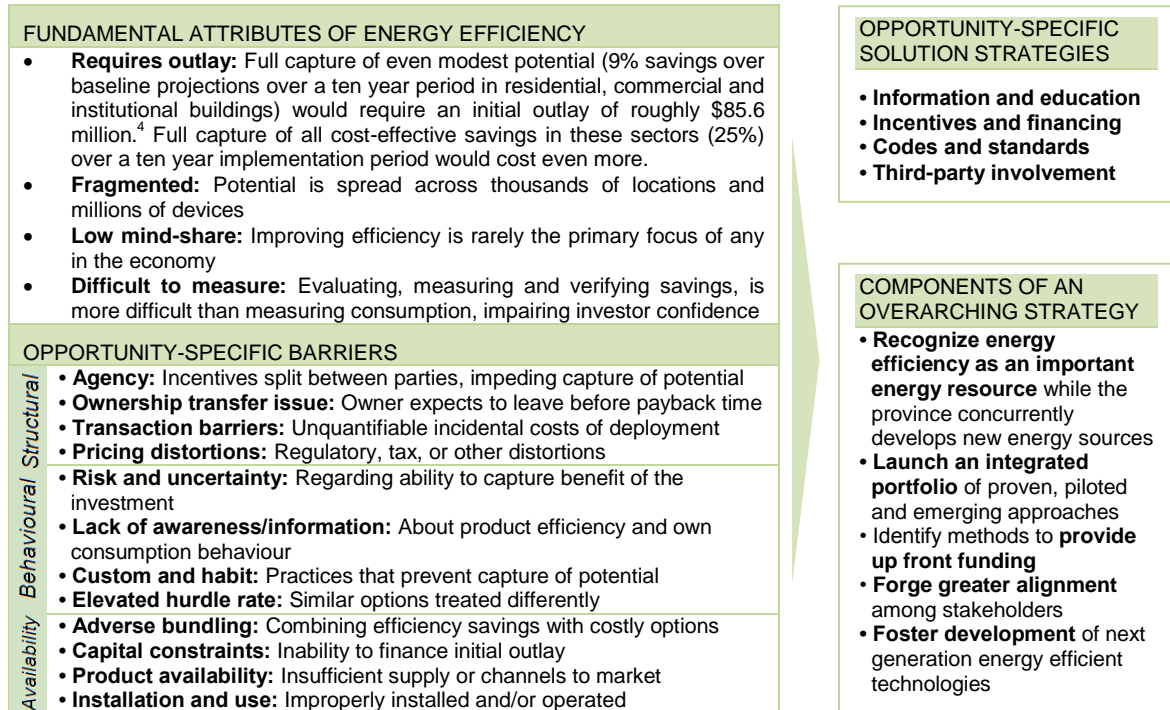 FUNDAMENTAL ATTRIBUTES OF ENERGY EFFICIENCY
• Requires outlay: Full capture of even modest potential (9% savings over
baseline projections over a ten year period in residential, commercial and
institutional buildings) would require an initial outlay of roughly $85.6
million.4 Full capture of all cost-effective savings in these sectors (25%)
over a ten year implementation period would cost even more.
• Fragmented: Potential is spread across thousands of locations and
millions of devices
• Low mind-share: Improving efficiency is rarely the primary focus of any
in the economy
• Difficult to measure: Evaluating, measuring and verifying savings, is
more difficult than measuring consumption, impairing investor confidence
OPPORTUNITY-SPECIFIC BARRIERS
Structural
• Agency: Incentives split between parties, impeding capture of potential
• Ownership transfer issue: Owner expects to leave before payback time
• Transaction barriers: Unquantifiable incidental costs of deployment
• Pricing distortions: Regulatory, tax, or other distortions
Behavioural
• Risk and uncertainty: Regarding ability to capture benefit of the
investment
• Lack of awareness/information: About product efficiency and own
consumption behaviour
• Custom and habit: Practices that prevent capture of potential
• Elevated hurdle rate: Similar options treated differently
Availability
• Adverse bundling: Combining efficiency savings with costly options
• Capital constraints: Inability to finance initial outlay
• Product availability: Insufficient supply or channels to market
• Installation and use: Improperly installed and/or operated
OPPORTUNITY-SPECIFIC
SOLUTION STRATEGIES
• Information and education
• Incentives and financing
• Codes and standards
• Third-party involvement
COMPONENTS OF AN
OVERARCHING STRATEGY
• Recognize energy
efficiency as an important
energy resource while the
province concurrently
develops new energy sources
• Launch an integrated
portfolio of proven, piloted
and emerging approaches
• Identify methods to provide
up front funding
• Forge greater alignment
among stakeholders
• Foster development of next
generation energy efficient
technologies